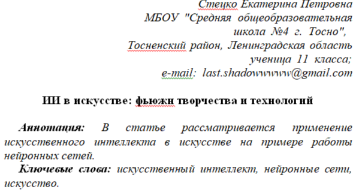 Стецко Екатерина Петровна
МБОУ "Средняя общеобразовательная
школа №4 г. Тосно",
Тосненский район, Ленинградская область
ученица 11 класса;
e-mail: last.shadowwwww@gmail.com
ИИ в искусстве: фьюжн творчества и технологий
Аннотация: В статье рассматривается применение
искусственного интеллекта в искусстве на примере работы
нейронных сетей.
Ключевые слова: искусственный интеллект, нейронные сети,
искусство.